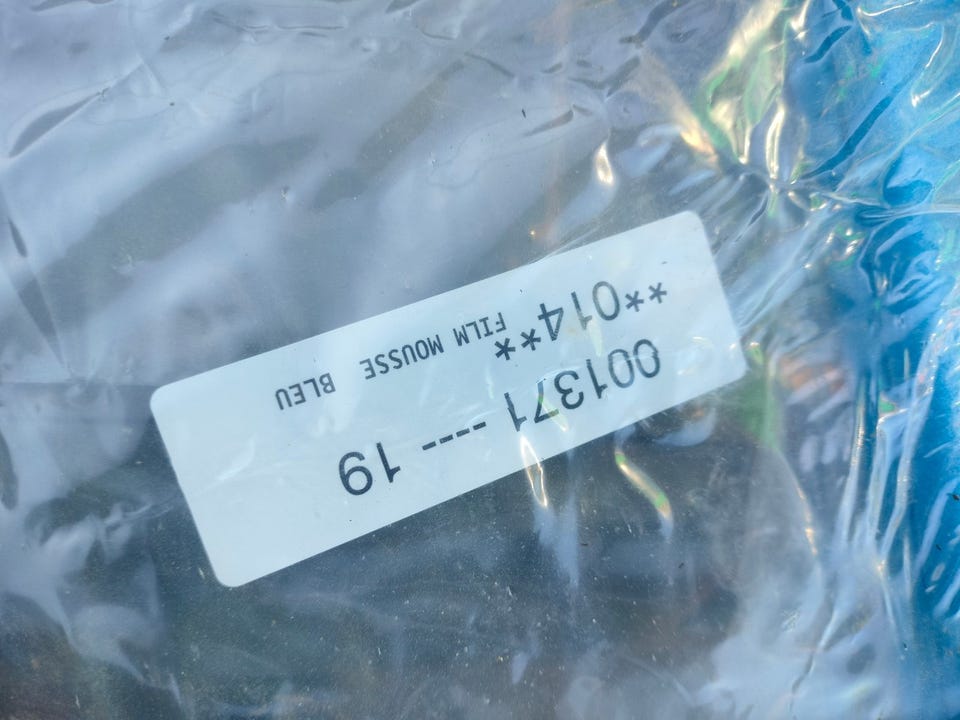 001371 ---- 19
**014**
FILM MOUSSE BLEU